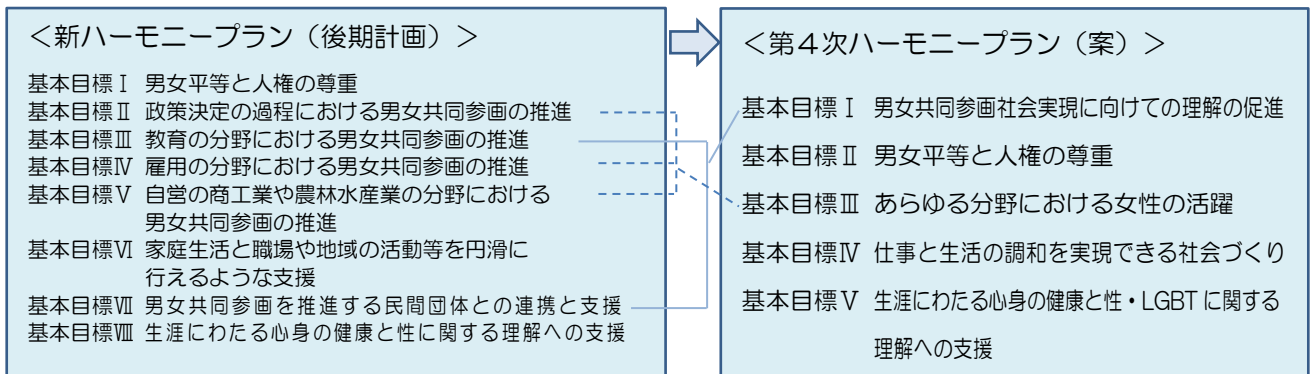 ＜新ハーモニープラン（後期計画）＞
基本目標Ⅰ 男女平等と人権の尊重
基本目標Ⅱ 政策決定の過程における男女共同参画の推進
基本目標Ⅲ 教育の分野における男女共同参画の推進
基本目標Ⅳ 雇用の分野における男女共同参画の推進
基本目標Ⅴ 自営の商工業や農林水産業の分野における
男女共同参画の推進
基本目標Ⅵ 家庭生活と職場や地域の活動等を円滑に
行えるような支援
基本目標Ⅶ 男女共同参画を推進する民間団体との連携と支援
基本目標Ⅷ 生涯にわたる心身の健康と性に関する理解への支援
＜第４次ハーモニープラン（案）＞
基本目標Ⅰ 男女共同参画社会実現に向けての理解の促進
基本目標Ⅱ 男女平等と人権の尊重
基本目標Ⅲ あらゆる分野における女性の活躍
基本目標Ⅳ 仕事と生活の調和を実現できる社会づくり
基本目標Ⅴ 生涯にわたる心身の健康と性・LGBTに関する
理解への支援